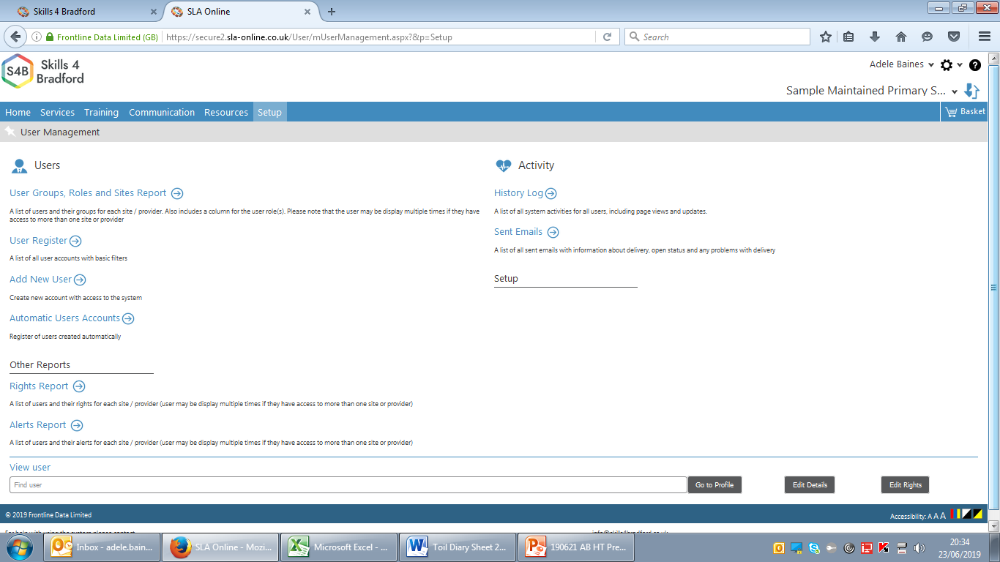 Skills 4 Bradford
SLA Online
Frontline Data Limited (GB)
https://secure2.sla-online.co.uk/User/mUserManagement.aspx?&p=Setup
Search
S4B
Skills 4
Bradford
Adele Baines
Sample Maintained Primary S...
Home Services Training Communication Resources Setup
Basket
User Management
Users
User Groups, Roles and Sites Report
A list of users and their groups for each site / provider. Also includes a column for the user role(s). Please note that the user may be display multiple times if they have
access to more than one site or provider
User Register
A list of all user accounts with basic filters
Add New User
Create new account with access to the system
Automatic Users Accounts
Register of users created automatically
Other Reports
Rights Report
A list of users and their rights for each site / provider (user may be display multiple times if they have access to more than one site or provider)
Alerts Report
A list of users and their alerts for each site / provider (user may be display multiple times if they have access to more than one site or provider)
Activity
History Log
A list of all system activities for all users, including page views and updates.
Sent Emails
A list of all sent emails with information about delivery, open status and any problems with delivery
Setup
View user
Find user
Go to Profile
Edit Details
Edit Rights
© 2019 Frontline Data Limited
Accessibility: A A A
For help with using the system please contact
info@skills4bradford.co.uk
Inbox - adele.bain...
SLA Online - Mozi...
Microsoft Excel - ...
Toil Diary Sheet 2...
190621 AB HT Pre...
20:34
23/06/2019